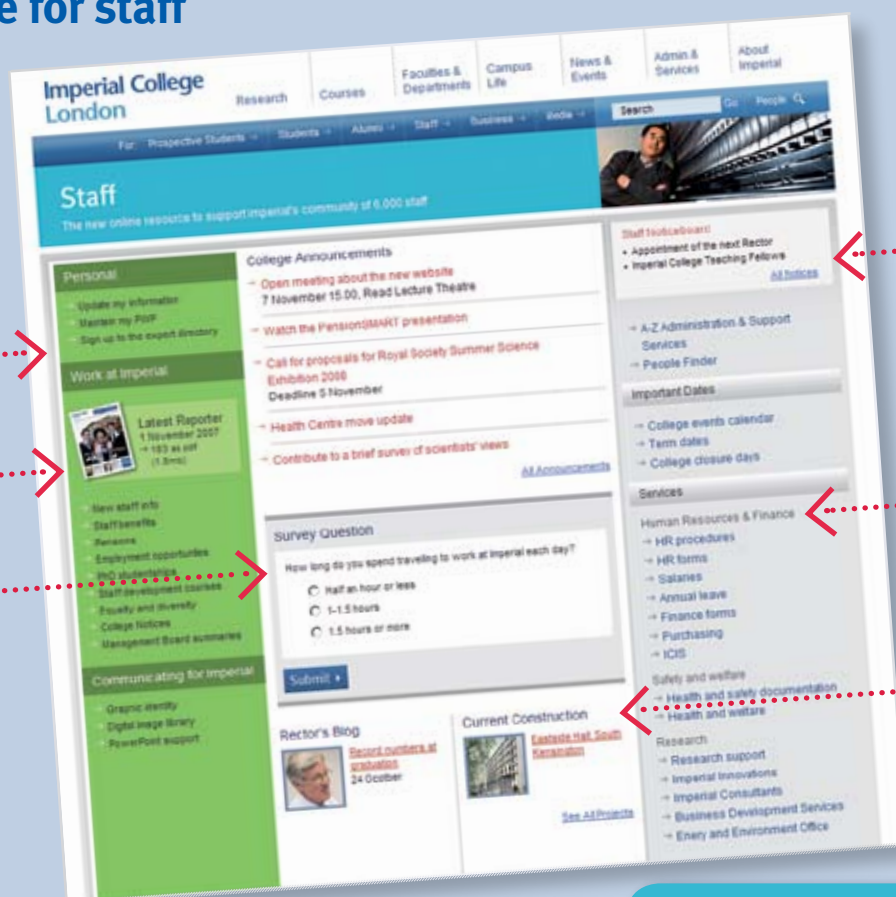 e for staff
Imperial College
London
Research
Courses
Faculties &
Departments
Campus
Life
News &
Events
Admin &
Services
About
Imperial
For: Prospective Students
Students
Alumni
Staff
Business
Media
Search
Go
People
Staff
The new online resource to support Imperial's community of 6,000 staff
Personal
Update my information
Maintain my PWP
Sign up to the expert directory
Work at Imperial
Latest Reporter
1 November 2007
183 as pdf
New staff info
Staff benefits
Pensions
Employment opportunities
PhD studentships
Staff development courses
Equality and diversity
College Notices
Management Board summaries
Communicating for Imperial
Graphic identity
Digital image library
PowerPoint support
College Announcements
Open meeting about the new website
7 November 15.00, Read Lecture Theatre
Watch the PensionSMART presentation
Call for proposals for Royal Society Summer Science
Exhibition 2008
Deadline 5 November
Health Centre move update
Contribute to a brief survey of scientists' views
All Announcements
Survey Question
How long do you spend traveling to work at Imperial each day?
Half an hour or less
1-1.5 hours
1.5 hours or more
Submit
Rector's Blog
Record numbers at
graduation
24 October
Current Construction
Eastside Hall, South
Kensington
See All Projects
Staff Noticeboard
• Appointment of the next Rector
• Imperial College Teaching Fellows
All Notices
A-Z Administration & Support
Services
People Finder
Important Dates
College events calendar
Term dates
College closure days
Services
Human Resources & Finance
HR procedures
HR forms
Salaries
Annual leave
Finance forms
Purchasing
ICIS
Safety and welfare
Health and safety documentation
Health and welfare
Research
Research support
Imperial Innovations
Imperial Consultants
Business Development Services
Enery and Environment Office